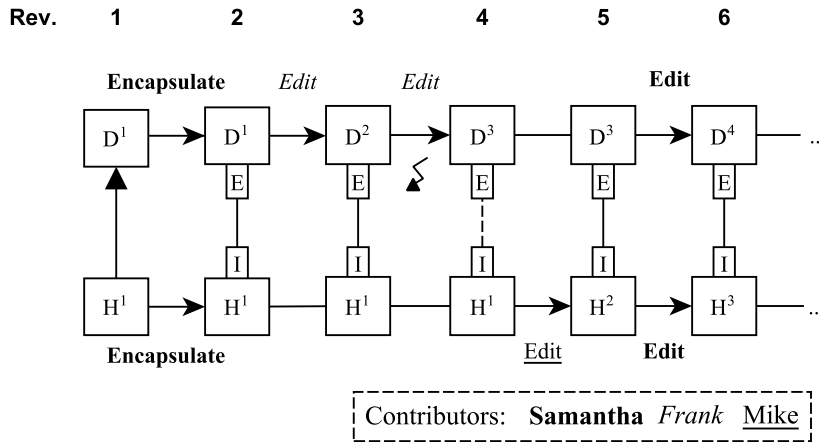 Rev. 1 2 3 4 5 6
Encapsulate Edit Edit Edit
D¹ D¹ D² D³ D³ D⁴ ..
E E E E E
I I I I I
H¹ H¹ H¹ H¹ H² H³ ..
Encapsulate Edit Edit
Contributors: Samantha Frank Mike